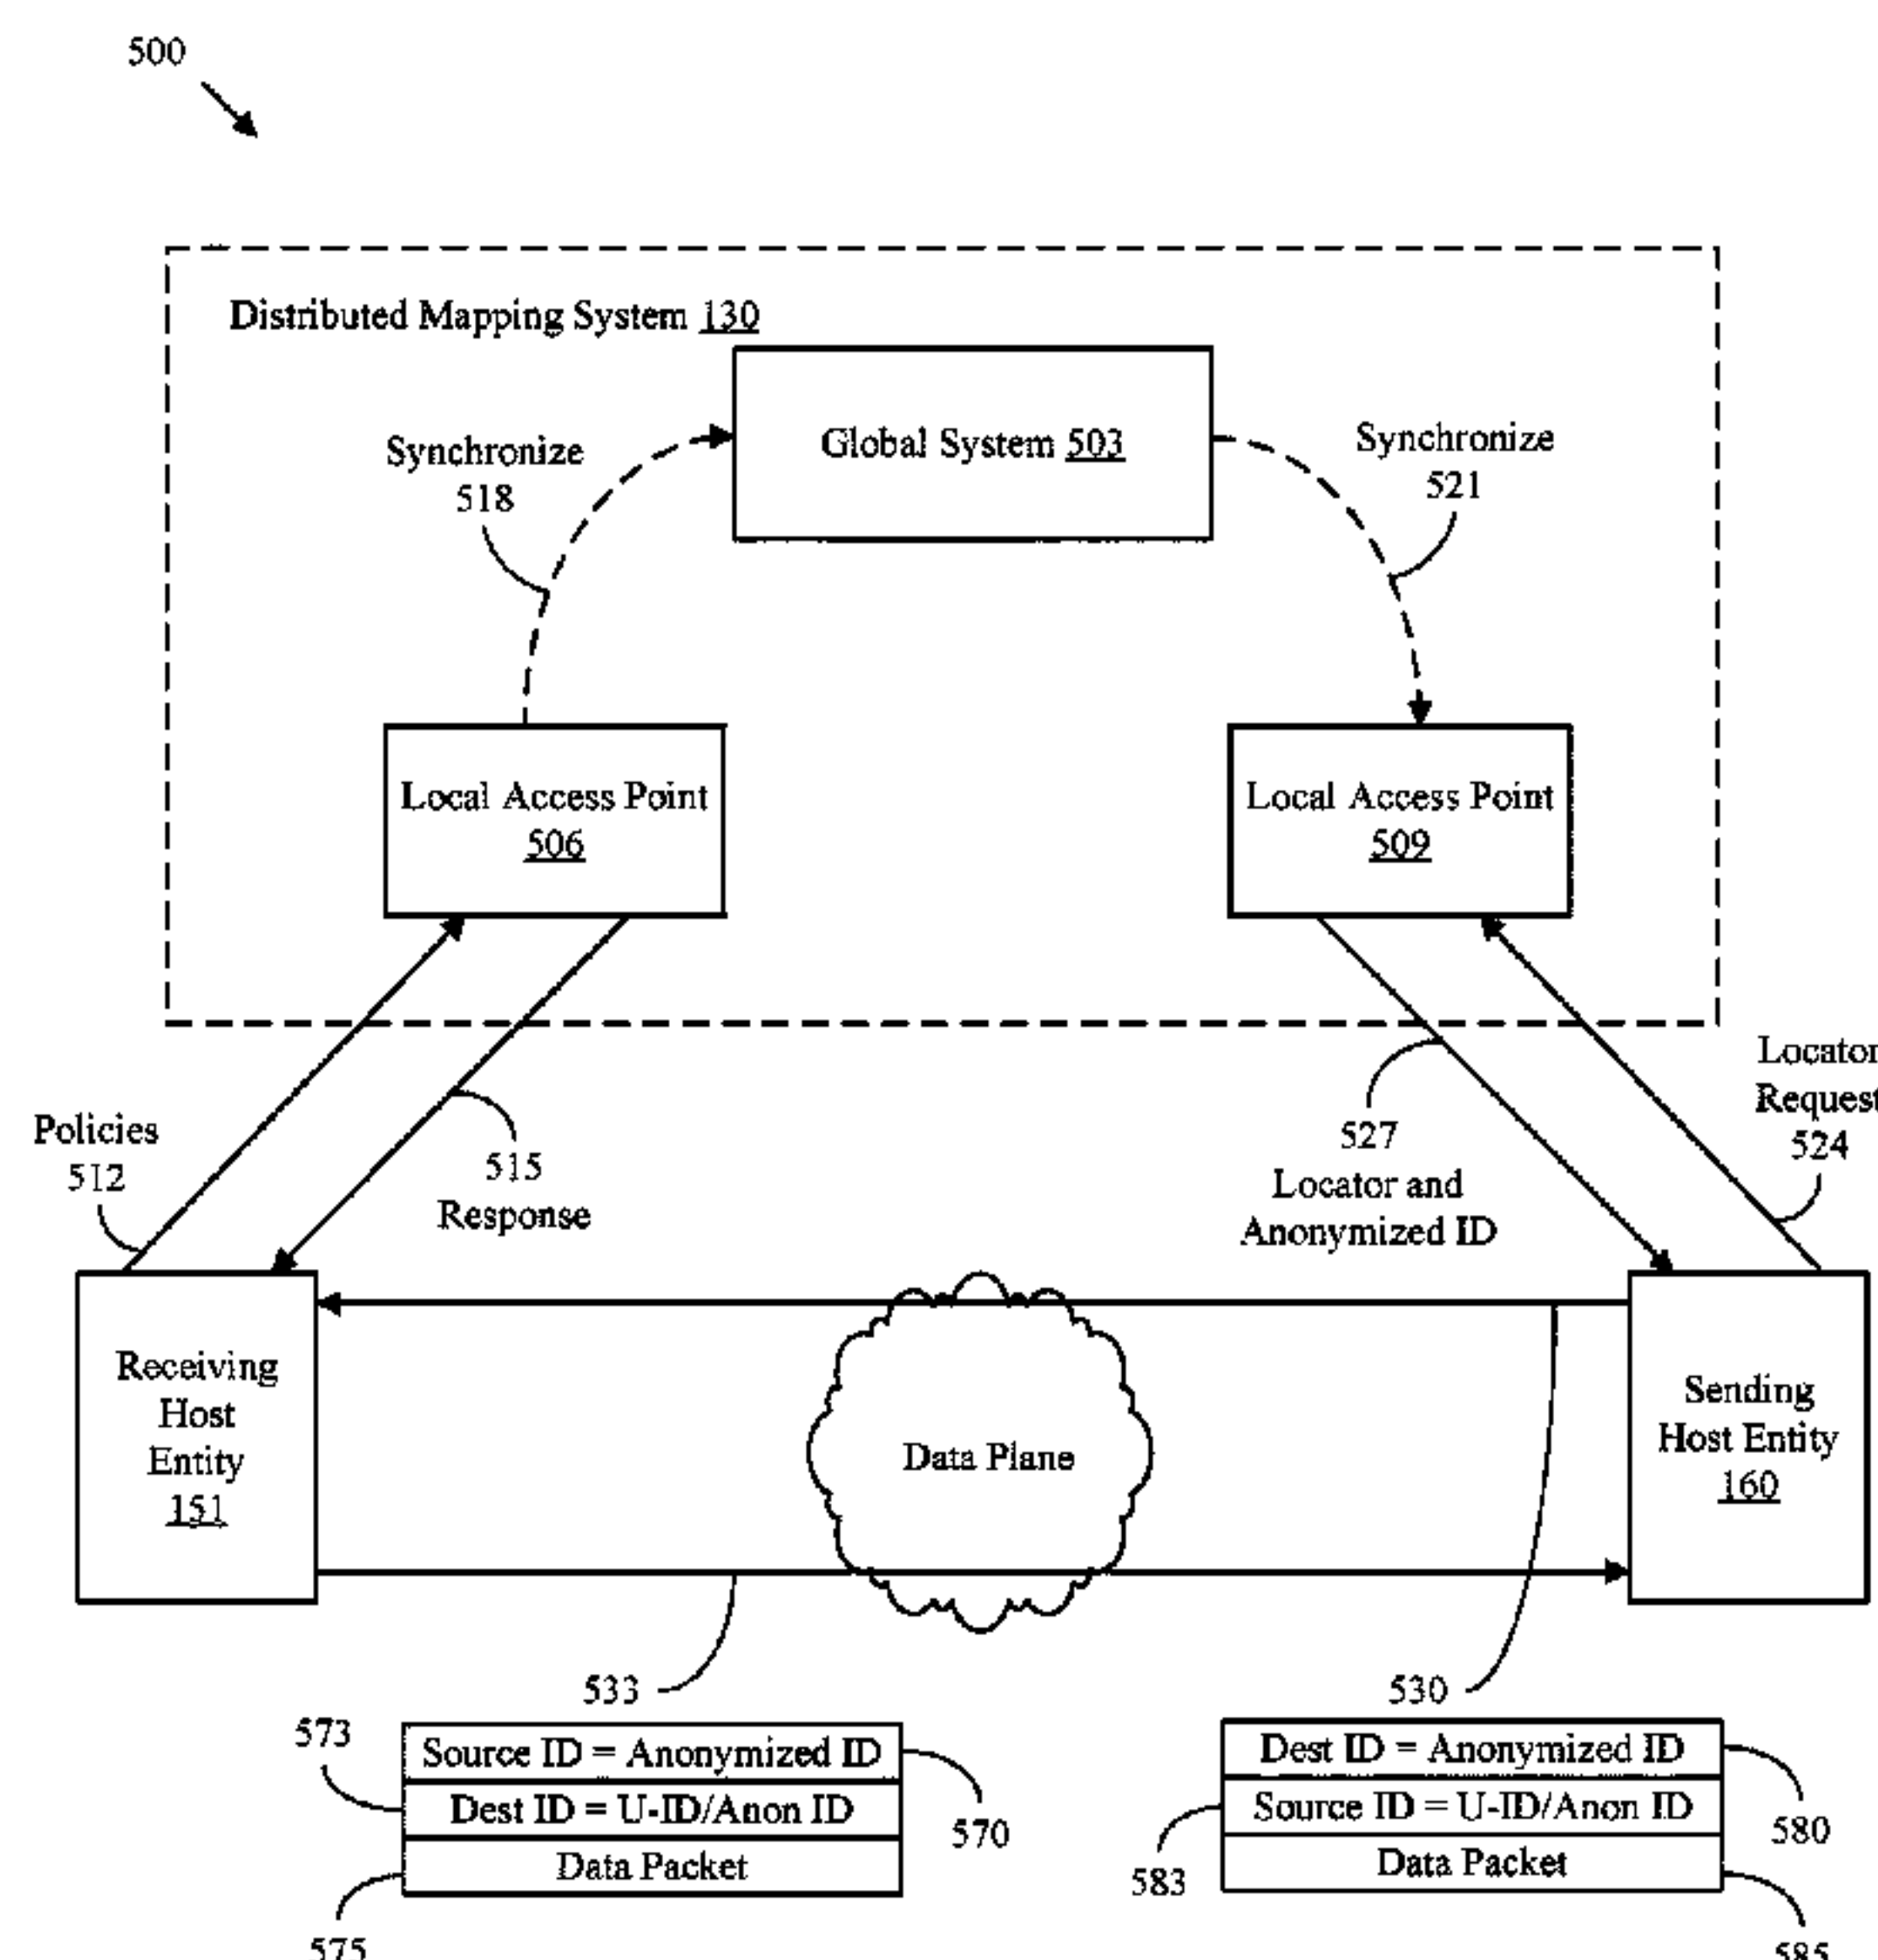 500
Distributed Mapping System 130
Global System 503
Synchronize
518
Synchronize
521
Local Access Point
506
Local Access Point
509
Policies
512
515
Response
527
Locator and
Anonymized ID
Locator
Request
524
Receiving
Host
Entity
151
Data Plane
Sending
Host Entity
160
533
530
573
Source ID = Anonymized ID
Dest ID = U-ID/Anon ID
Data Packet
570
575
Dest ID = Anonymized ID
Source ID = U-ID/Anon ID
Data Packet
580
583
585